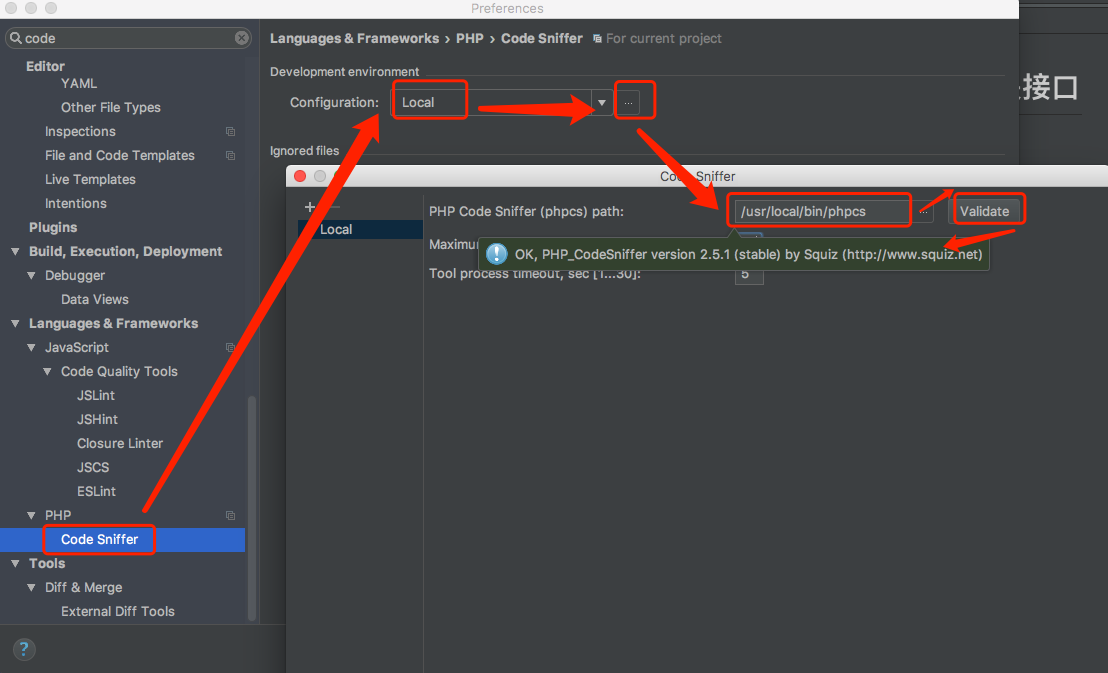 Preferences
code
Editor
YAML
Other File Types
Inspections
File and Code Templates
Live Templates
Intentions
Plugins
Build, Execution, Deployment
Debugger
Data Views
Languages & Frameworks
JavaScript
Code Quality Tools
JSLint
JSHint
Closure Linter
JSCS
ESLint
PHP
Code Sniffer
Tools
Diff & Merge
External Diff Tools
?
Languages & Frameworks › PHP › Code Sniffer For current project
Development environment
Configuration: Local ...
Ignored files
接口
Code Sniffer
+ −
Local
PHP Code Sniffer (phpcs) path: /usr/local/bin/phpcs ... Validate
OK, PHP_CodeSniffer version 2.5.1 (stable) by Squiz (http://www.squiz.net)
Tool process timeout, sec [1...30]: 5